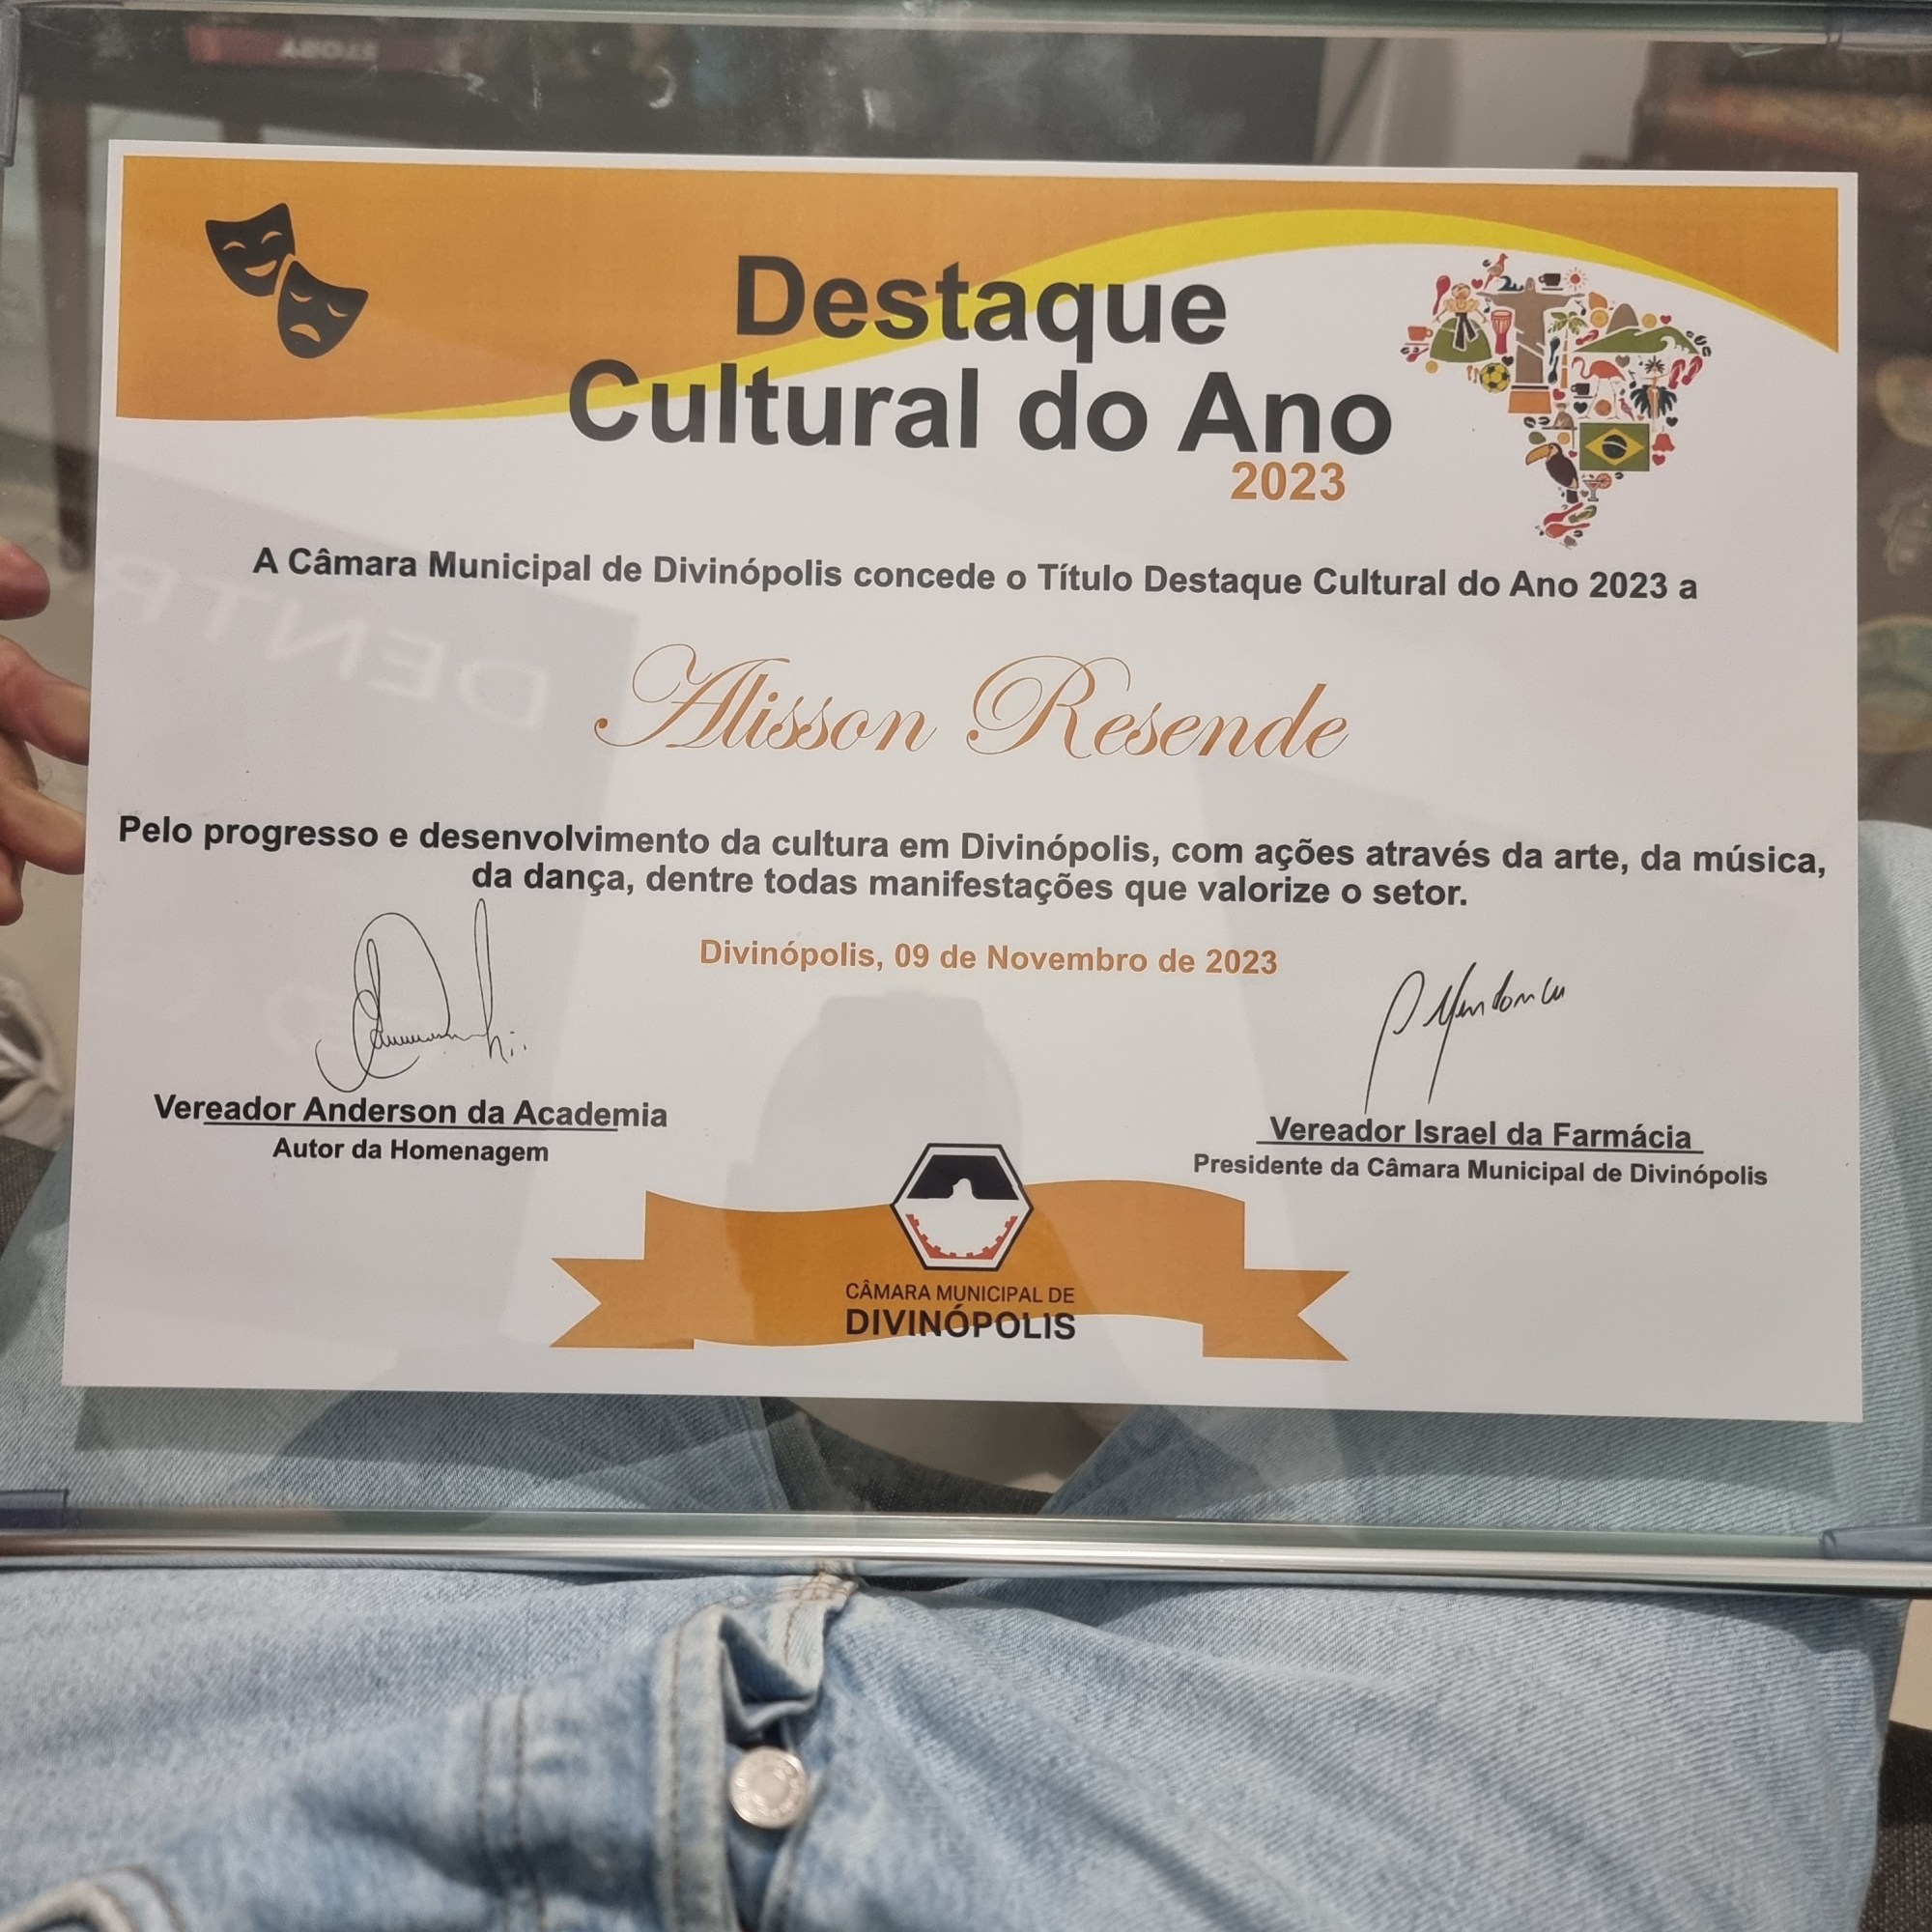 Destaque
Cultural do Ano
2023
A Câmara Municipal de Divinópolis concede o Título Destaque Cultural do Ano 2023 a
Alisson Resende
Pelo progresso e desenvolvimento da cultura em Divinópolis, com ações através da arte, da música,
da dança, dentre todas manifestações que valorize o setor.
Divinópolis, 09 de Novembro de 2023
Vereador Anderson da Academia
Autor da Homenagem
Vereador Israel da Farmácia
Presidente da Câmara Municipal de Divinópolis
CÂMARA MUNICIPAL DE
DIVINÓPOLIS